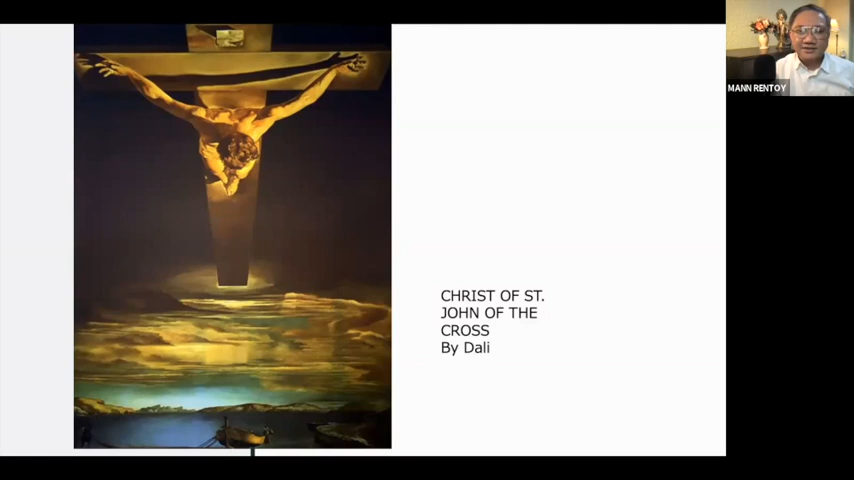 MANN RENTOY
CHRIST OF ST.
JOHN OF THE
CROSS
By Dali